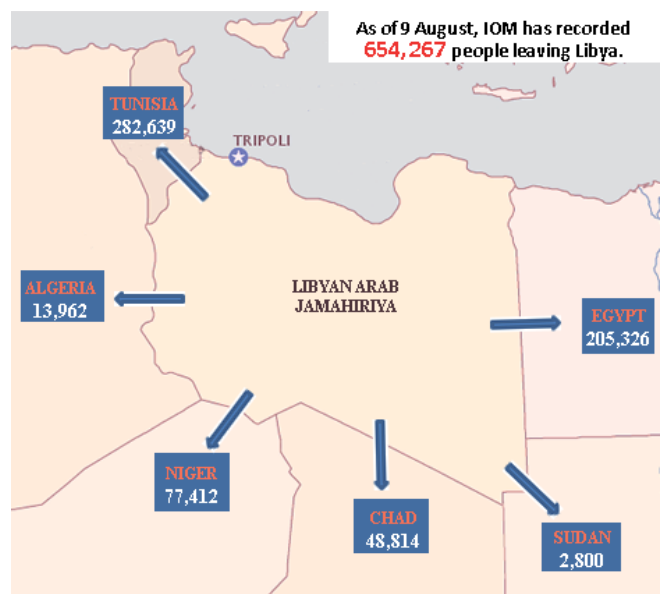 As of 9 August, IOM has recorded
654,267 people leaving Libya.
TUNISIA
282,639
TRIPOLI
LIBYAN ARAB
JAMAHIRIYA
ALGERIA
13,962
EGYPT
205,326
NIGER
77,412
CHAD
48,814
SUDAN
2,800